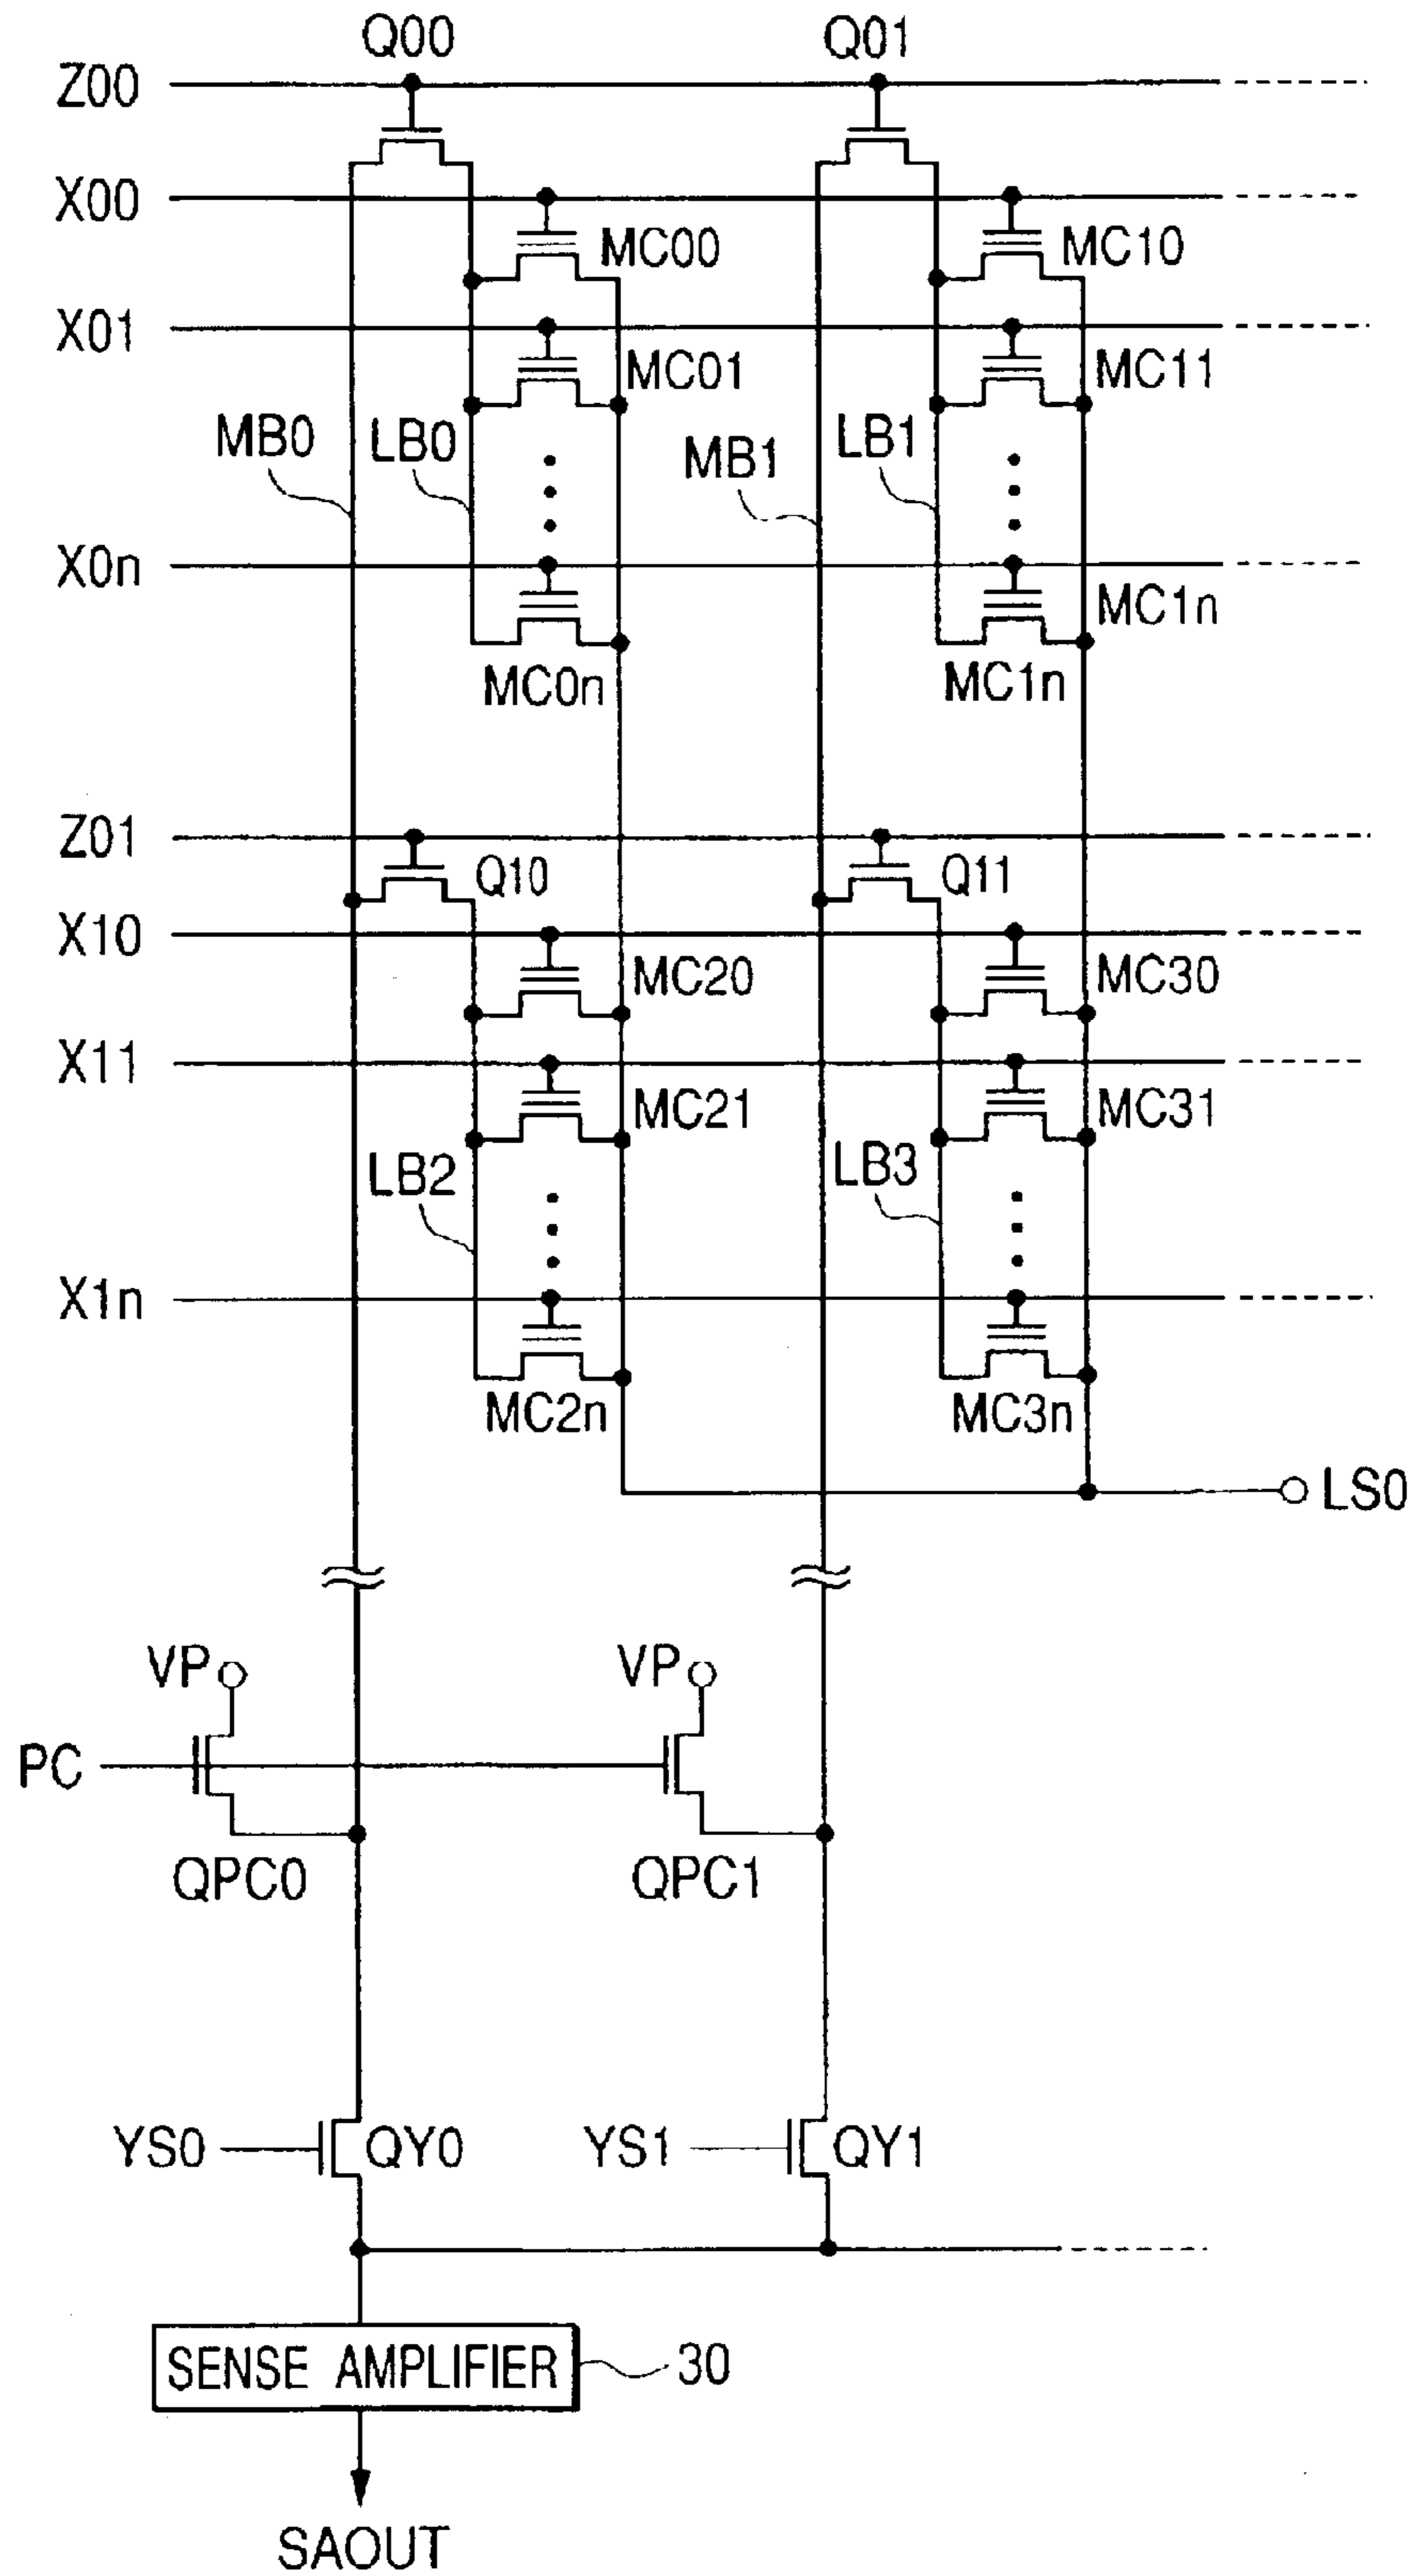 Q00 Q01
Z00
X00
MC00 MC10
X01
MC01 MC11
MB0 LB0 MB1 LB1
X0n
MC1n
MC0n MC1n
Z01
Q10 Q11
X10
MC20 MC30
X11
MC21 MC31
LB2 LB3
X1n
MC2n MC3n
LS0
VP VP
PC
QPC0 QPC1
YS0 QY0 YS1 QY1
SENSE AMPLIFIER 30
SAOUT